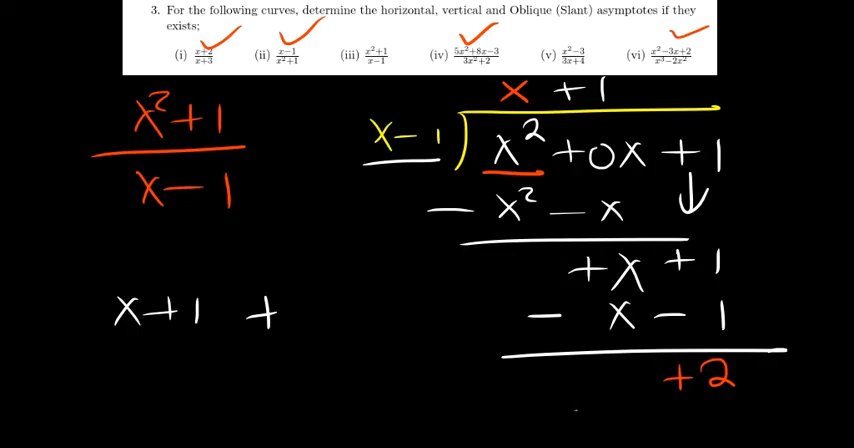 3. For the following curves, determine the horizontal, vertical and Oblique (Slant) asymptotes if they
exists;
(i) x+2/x+3 (ii) x−1/x²+1 (iii) x²+1/x−1 (iv) 5x²+8x−3/3x²+2 (v) x²−3/3x+4 (vi) x²−3x+2/x³−2x²
x²+1
x−1
x+1 +
x +1
x−1 x² +0x +1
− x² − x
+x +1
− x − 1
+2